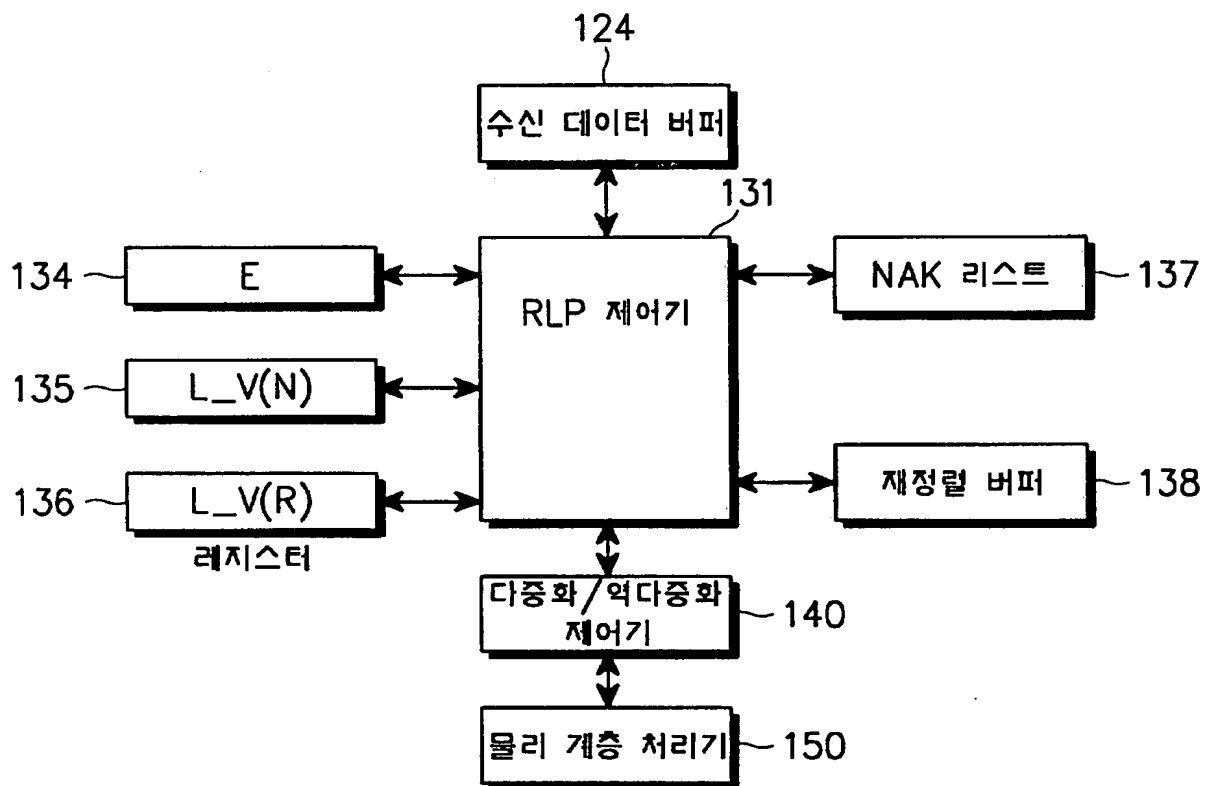 124
수신 데이터 버퍼
131
134
E
RLP 제어기
NAK 리스트
137
135
L_V(N)
136
L_V(R)
레지스터
재정렬 버퍼
138
다중화/역다중화
제어기
140
물리 계층 처리기
150